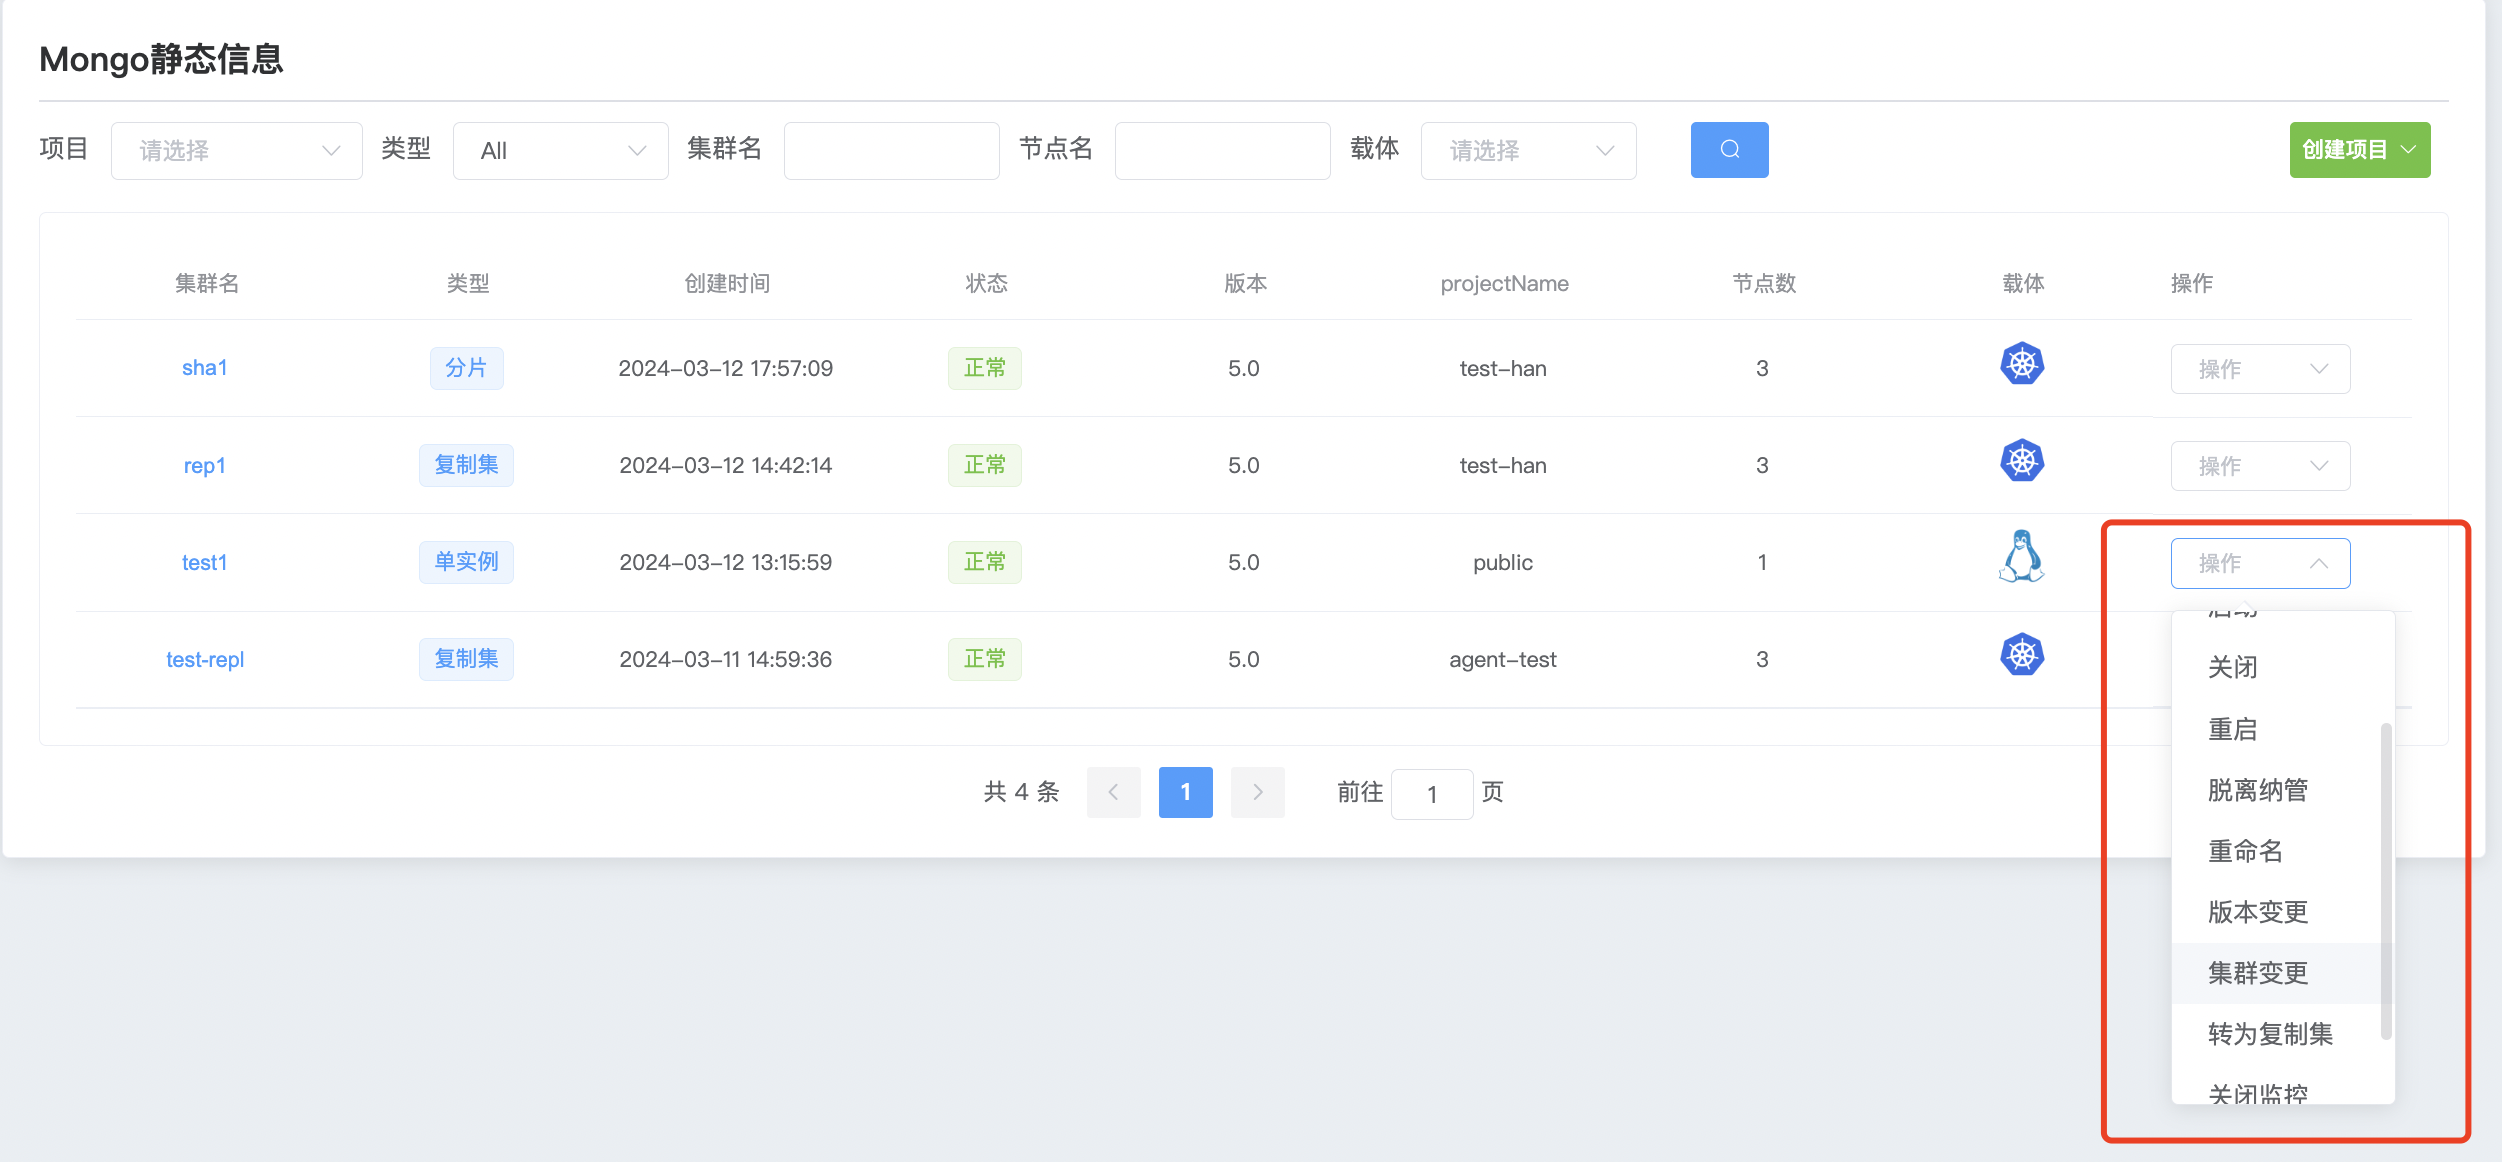 Mongo静态信息
项目 请选择 类型 All 集群名 节点名 载体 请选择 创建项目
集群名 类型 创建时间 状态 版本 projectName 节点数 载体 操作
sha1 分片 2024-03-12 17:57:09 正常 5.0 test-han 3 操作
rep1 复制集 2024-03-12 14:42:14 正常 5.0 test-han 3 操作
test1 单实例 2024-03-12 13:15:59 正常 5.0 public 1 操作
test-repl 复制集 2024-03-11 14:59:36 正常 5.0 agent-test 3
启动
关闭
重启
脱离纳管
重命名
版本变更
集群变更
转为复制集
关闭监控
共 4 条 1 前往 1 页